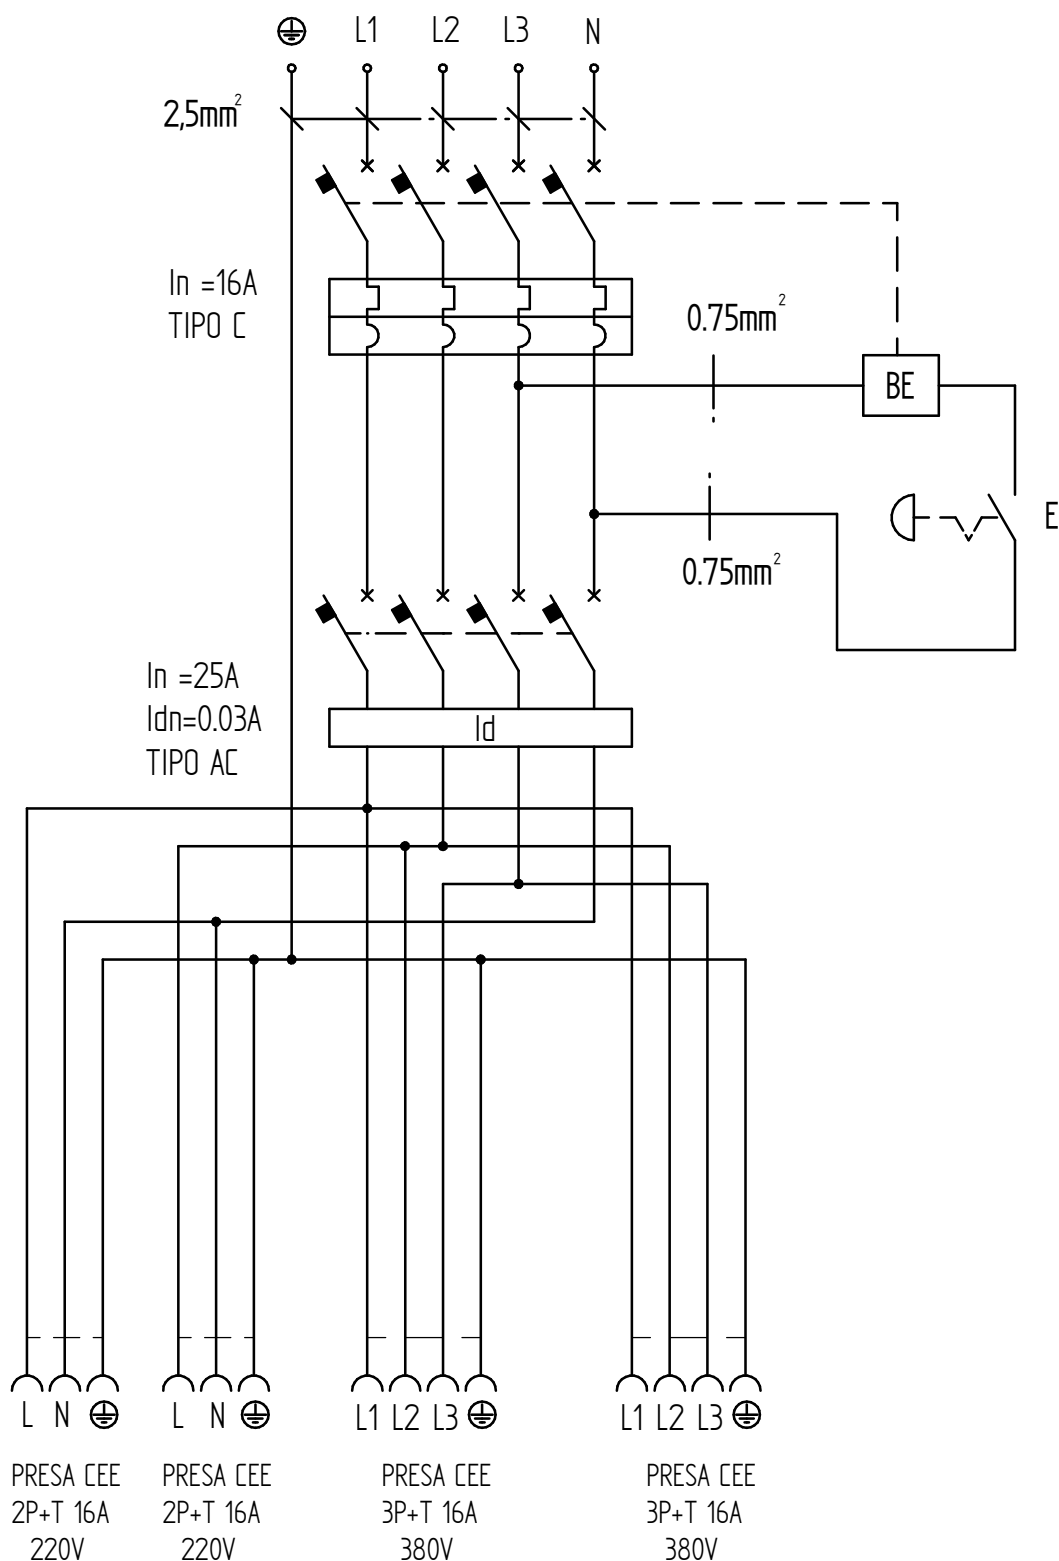 L1 L2 L3 N
2,5mm²
In =16A
TIPO C
0.75mm²
BE
E
0.75mm²
In =25A
Idn=0.03A
TIPO AC
Id
L N
L N
L1 L2 L3
L1 L2 L3
PRESA CEE
2P+T 16A
220V
PRESA CEE
2P+T 16A
220V
PRESA CEE
3P+T 16A
380V
PRESA CEE
3P+T 16A
380V